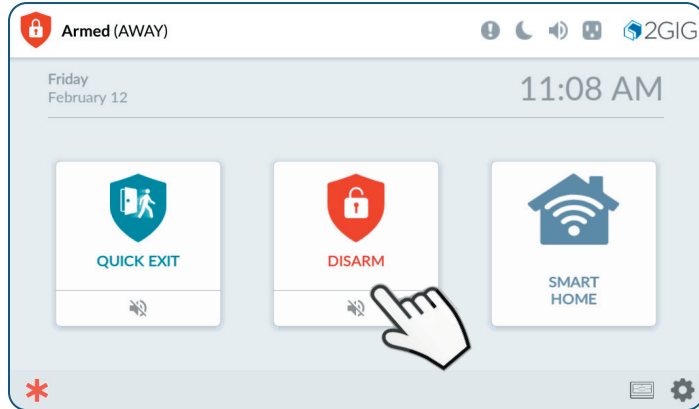 Armed (AWAY)
2GIG
Friday
February 12
11:08 AM
QUICK EXIT
DISARM
SMART
HOME